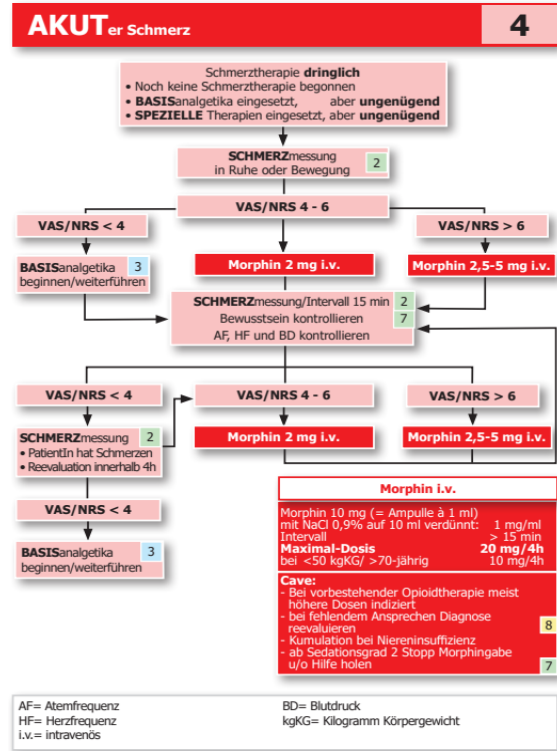 AKUTer Schmerz
4
Schmerztherapie dringlich
• Noch keine Schmerztherapie begonnen
• BASISanalgetika eingesetzt, aber ungenügend
• SPEZIELLE Therapien eingesetzt, aber ungenügend
SCHMERZmessung
in Ruhe oder Bewegung
2
VAS/NRS < 4
VAS/NRS 4 - 6
VAS/NRS > 6
BASISanalgetika
beginnen/weiterführen
3
Morphin 2 mg i.v.
Morphin 2,5-5 mg i.v.
SCHMERZmessung/Intervall 15 min
2
Bewusstsein kontrollieren
7
AF, HF und BD kontrollieren
VAS/NRS < 4
VAS/NRS 4 - 6
VAS/NRS > 6
SCHMERZmessung
2
• PatientIn hat Schmerzen
• Reevaluation innerhalb 4h
Morphin 2 mg i.v.
Morphin 2,5-5 mg i.v.
VAS/NRS < 4
BASISanalgetika
beginnen/weiterführen
3
Morphin i.v.
Morphin 10 mg (= Ampulle à 1 ml)
mit NaCl 0,9% auf 10 ml verdünnt: 1 mg/ml
Intervall > 15 min
Maximal-Dosis 20 mg/4h
bei <50 kgKG/ >70-jährig 10 mg/4h
Cave:
- Bei vorbestehender Opioidtherapie meist
höhere Dosen indiziert
- bei fehlendem Ansprechen Diagnose
reevaluieren
8
- Kumulation bei Niereninsuffizienz
- ab Sedationsgrad 2 Stopp Morphingabe
u/o Hilfe holen
7
AF= Atemfrequenz
BD= Blutdruck
HF= Herzfrequenz
kgKG= Kilogramm Körpergewicht
i.v.= intravenös